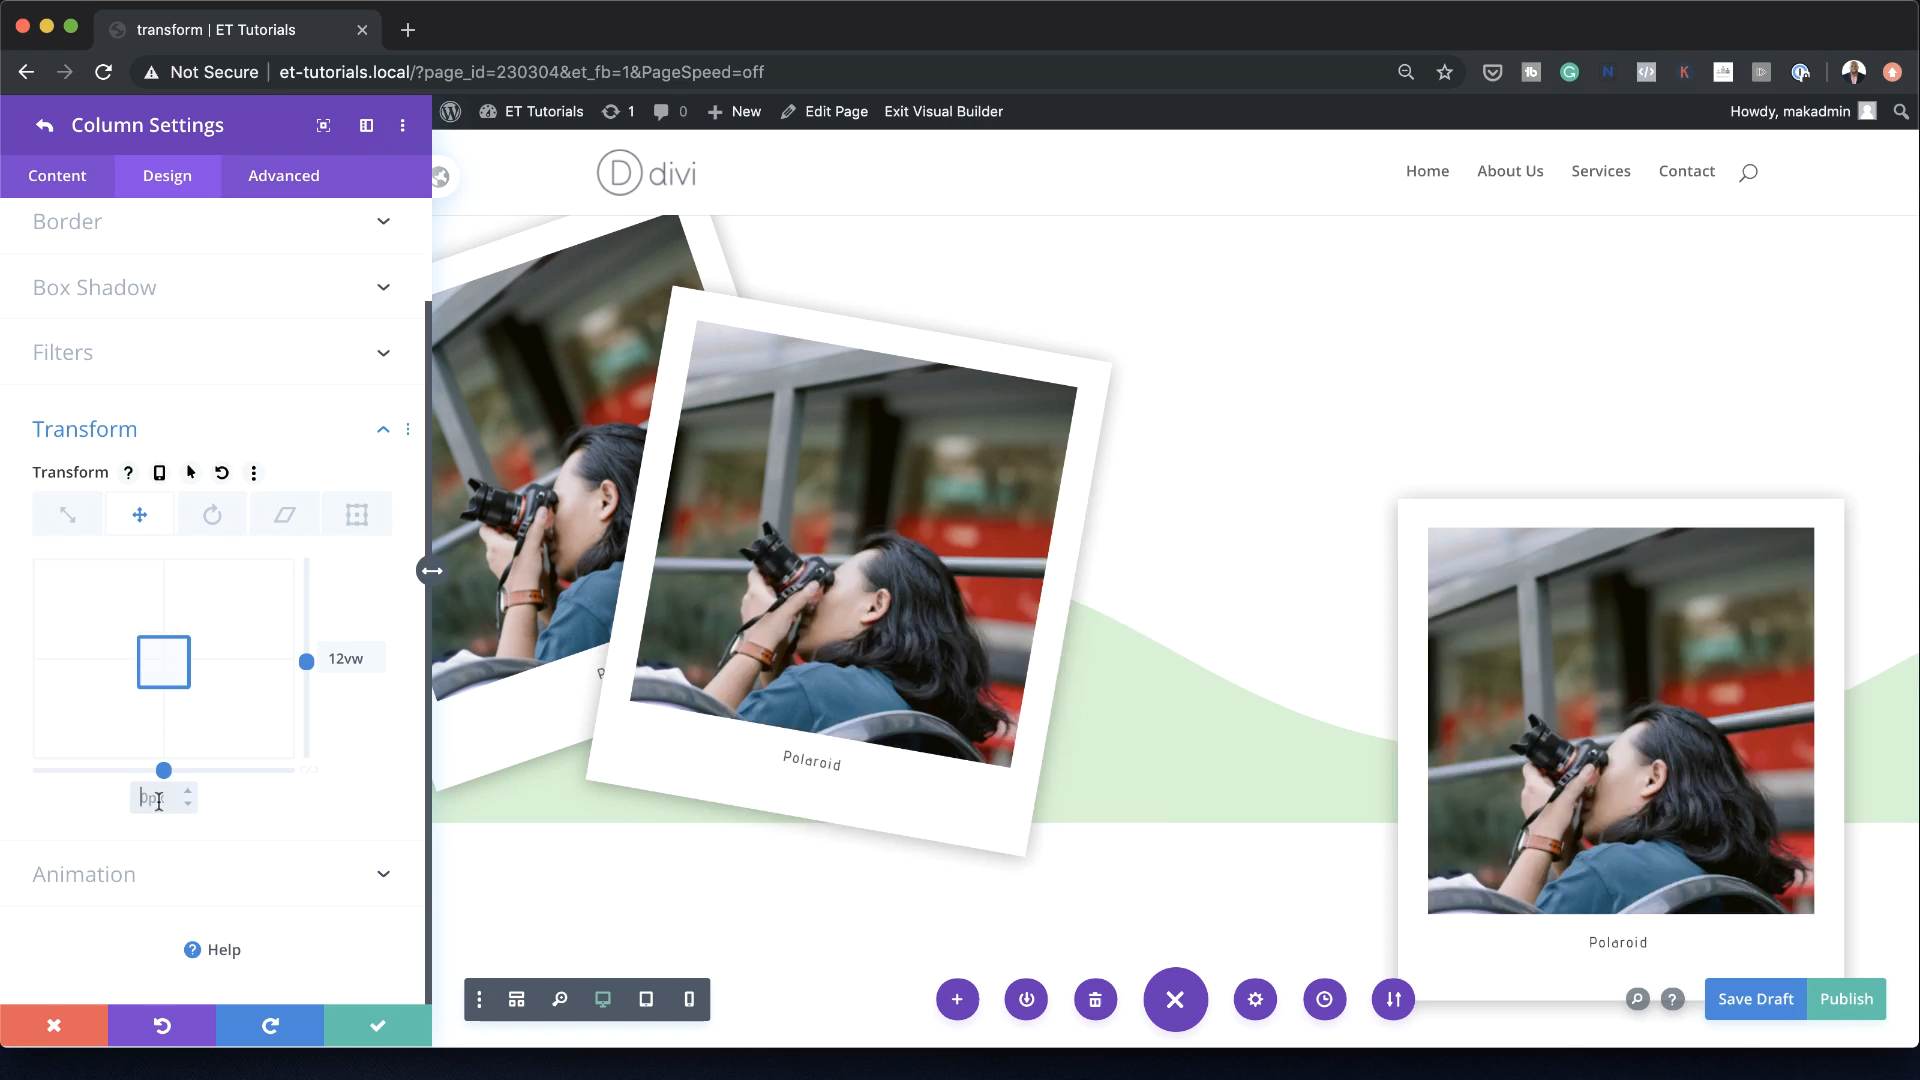 transform | ET Tutorials
Not Secure
et-tutorials.local/?page_id=230304&et_fb=1&PageSpeed=off
Column Settings
ET Tutorials
1
0
New
Edit Page
Exit Visual Builder
Howdy, makadmin
Content
Design
Advanced
D divi
Home
About Us
Services
Contact
Border
Box Shadow
Filters
Transform
Transform
12vw
Polaroid
Polaroid
Animation
Help
Save Draft
Publish